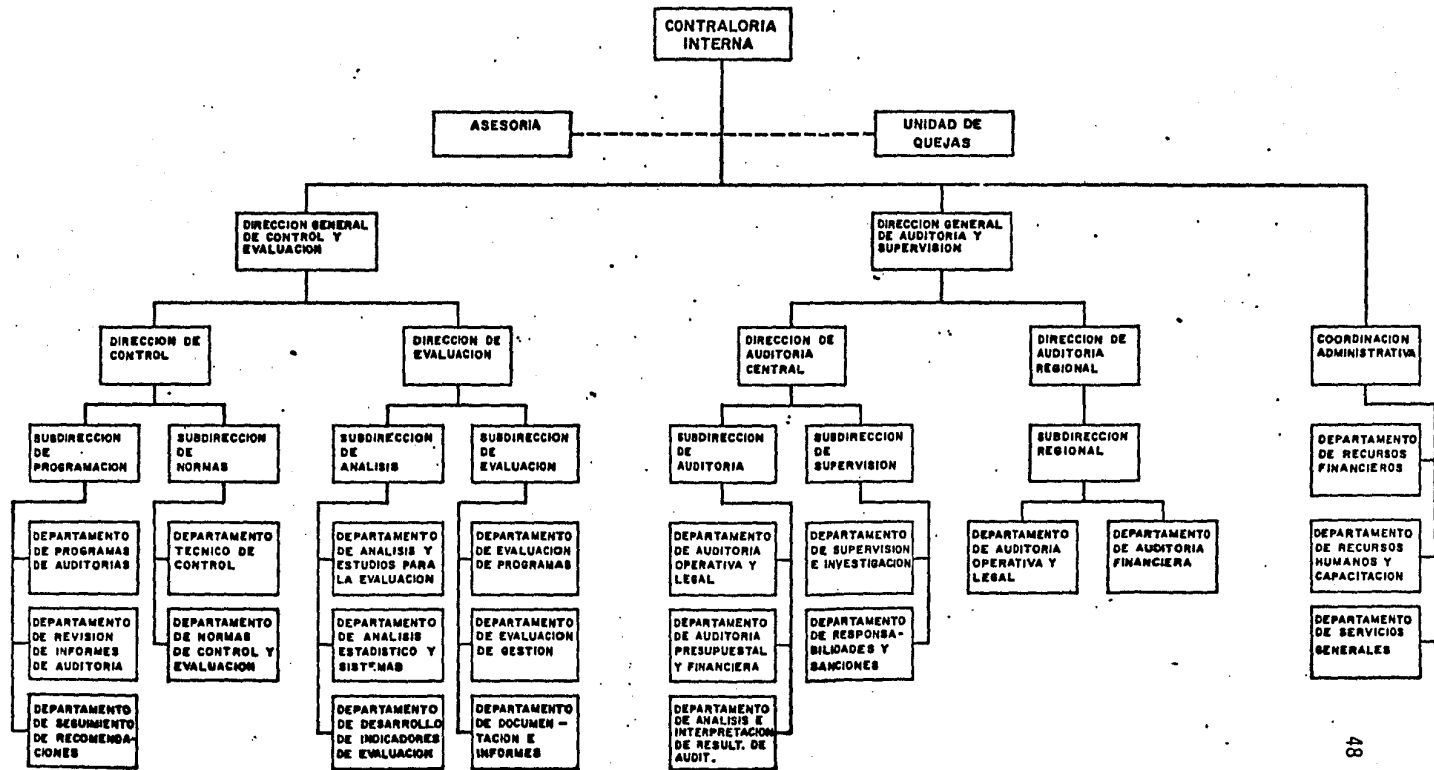 CONTRALORIA
INTERNA
ASESORIA
UNIDAD DE
QUEJAS
DIRECCION GENERAL
DE CONTROL Y
EVALUACION
DIRECCION GENERAL
DE AUDITORIA Y
SUPERVISION
DIRECCION DE
CONTROL
DIRECCION DE
EVALUACION
DIRECCION DE
AUDITORIA
CENTRAL
DIRECCION DE
AUDITORIA
REGIONAL
COORDINACION
ADMINISTRATIVA
SUBDIRECCION
DE
PROGRAMACION
SUBDIRECCION
DE
NORMAS
SUBDIRECCION
DE
ANALISIS
SUBDIRECCION
DE
EVALUACION
SUBDIRECCION
DE
AUDITORIA
SUBDIRECCION
DE
SUPERVISION
SUBDIRECCION
REGIONAL
DEPARTAMENTO
DE RECURSOS
FINANCIEROS
DEPARTAMENTO
DE PROGRAMAS
DE AUDITORIAS
DEPARTAMENTO
TECNICO DE
CONTROL
DEPARTAMENTO
DE ANALISIS Y
ESTUDIOS PARA
LA EVALUACION
DEPARTAMENTO
DE EVALUACION
DE PROGRAMAS
DEPARTAMENTO
DE AUDITORIA
OPERATIVA Y
LEGAL
DEPARTAMENTO
DE SUPERVISION
E INVESTIGACION
DEPARTAMENTO
DE AUDITORIA
OPERATIVA Y
LEGAL
DEPARTAMENTO
DE AUDITORIA
FINANCIERA
DEPARTAMENTO
DE RECURSOS
HUMANOS Y
CAPACITACION
DEPARTAMENTO
DE REVISION
DE INFORMES
DE AUDITORIA
DEPARTAMENTO
DE NORMAS
DE CONTROL Y
EVALUACION
DEPARTAMENTO
DE ANALISIS
ESTADISTICO Y
SISTEMAS
DEPARTAMENTO
DE EVALUACION
DE GESTION
DEPARTAMENTO
DE AUDITORIA
PRESUPUESTAL
Y FINANCIERA
DEPARTAMENTO
DE RESPONSA-
BILIDADES Y
SANCIONES
DEPARTAMENTO
DE SERVICIOS
GENERALES
DEPARTAMENTO
DE SEGUIMIENTO
DE RECOMENDA-
CIONES
DEPARTAMENTO
DE DESARROLLO
DE INDICADORES
DE EVALUACION
DEPARTAMENTO
DE DOCUMEN-
TACION E
INFORMES
DEPARTAMENTO
DE ANALISIS E
INTERPRETACION
DE RESULT. DE
AUDIT.
48